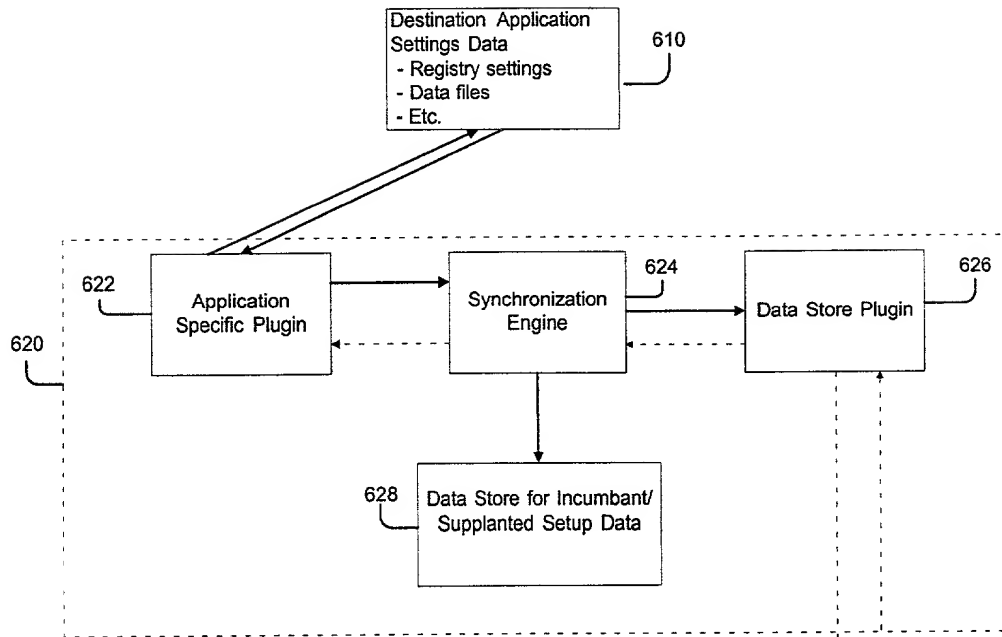 Destination Application
Settings Data
- Registry settings
- Data files
- Etc.
610
622
Application
Specific Plugin
Synchronization
Engine
624
Data Store Plugin
626
620
628
Data Store for Incumbant/
Supplanted Setup Data